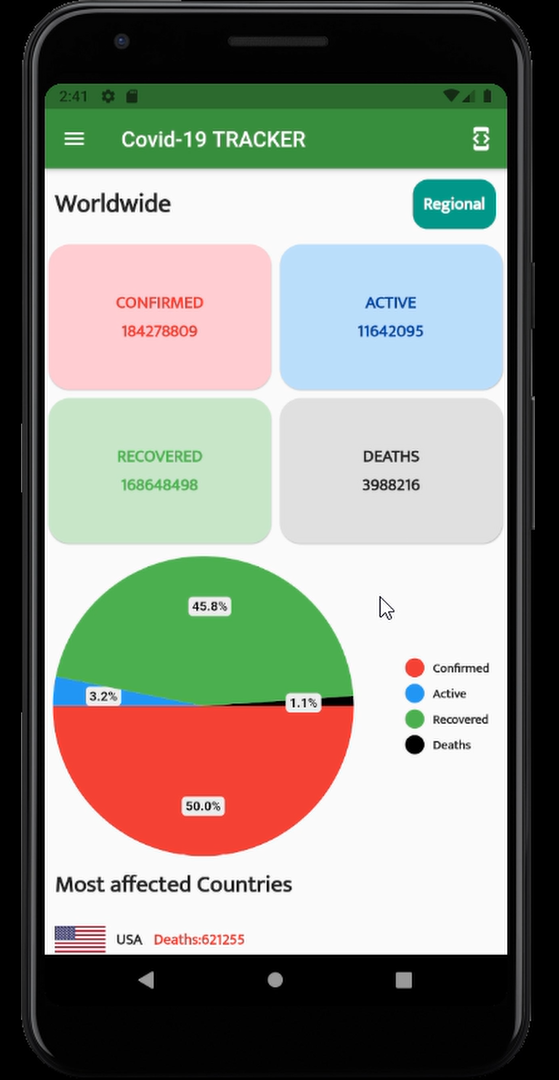 2:41
Covid-19 TRACKER
Worldwide
Regional
CONFIRMED
184278809
ACTIVE
11642095
RECOVERED
168648498
DEATHS
3988216
45.8%
3.2%
1.1%
50.0%
Confirmed
Active
Recovered
Deaths
Most affected Countries
USA Deaths:621255